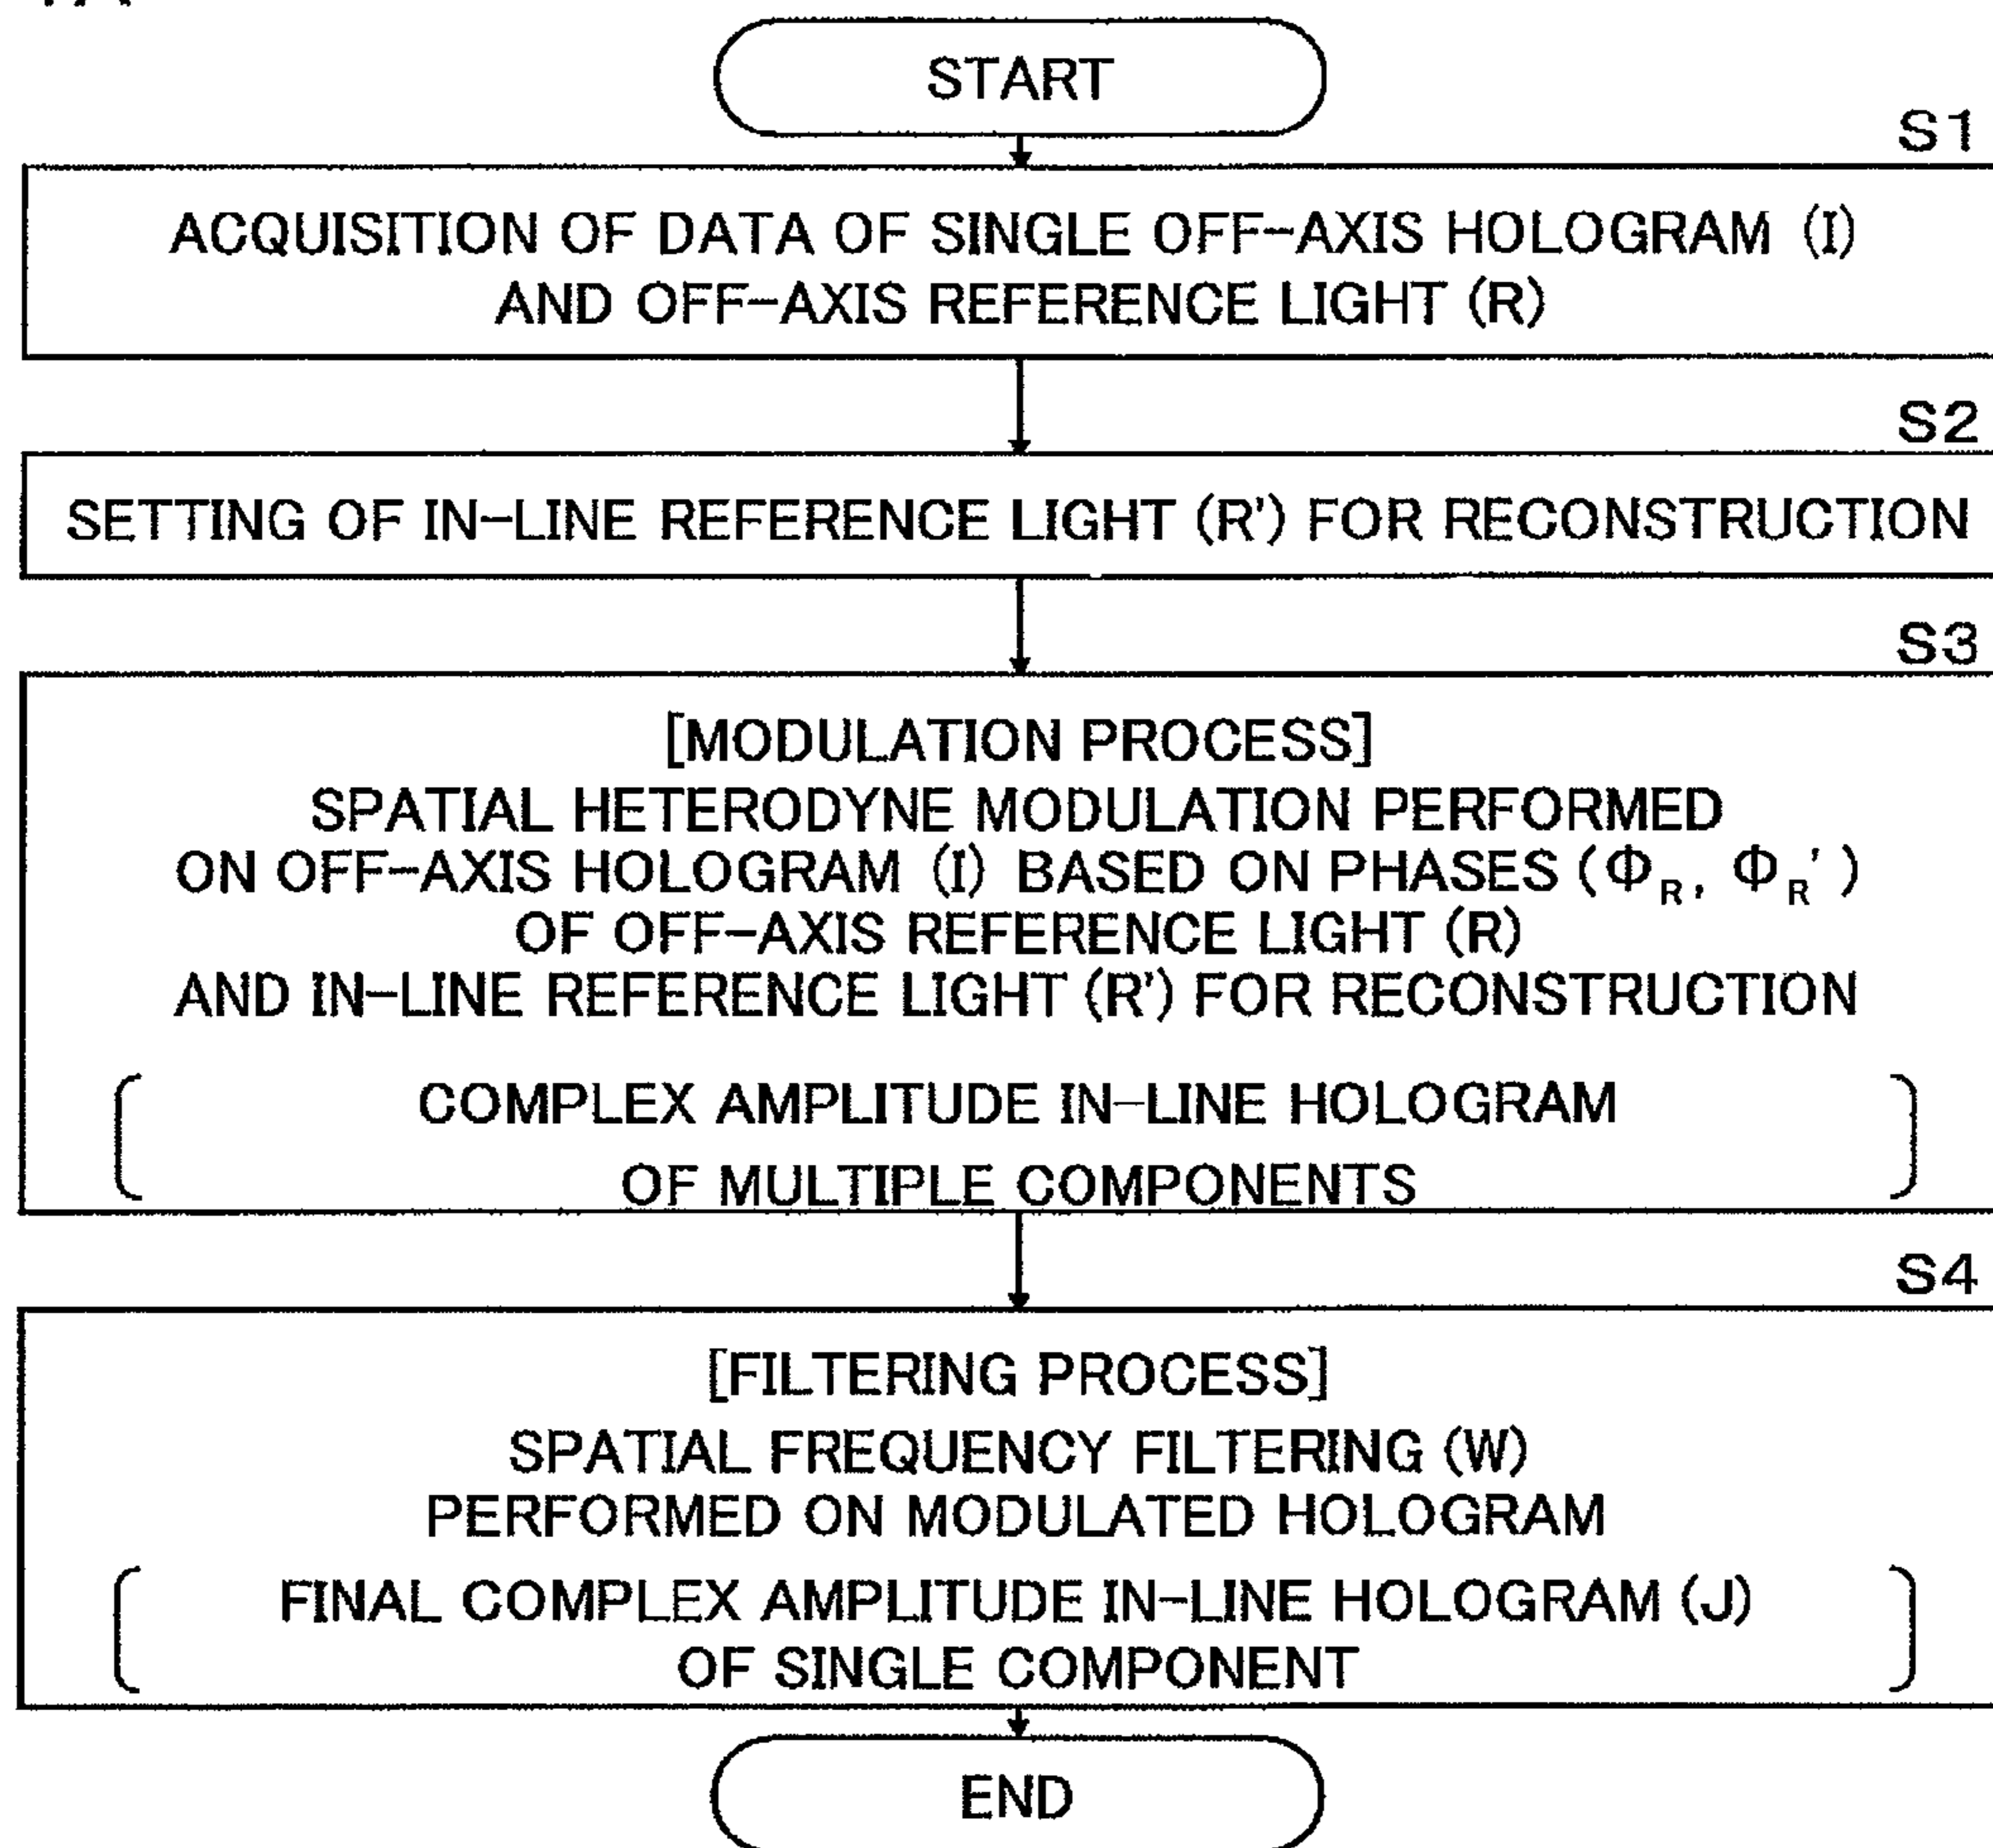 START
S1
ACQUISITION OF DATA OF SINGLE OFF-AXIS HOLOGRAM (I)
AND OFF-AXIS REFERENCE LIGHT (R)
S2
SETTING OF IN-LINE REFERENCE LIGHT (R') FOR RECONSTRUCTION
S3
[MODULATION PROCESS]
SPATIAL HETERODYNE MODULATION PERFORMED
ON OFF-AXIS HOLOGRAM (I) BASED ON PHASES (Φ_R, Φ_R')
OF OFF-AXIS REFERENCE LIGHT (R)
AND IN-LINE REFERENCE LIGHT (R') FOR RECONSTRUCTION
COMPLEX AMPLITUDE IN-LINE HOLOGRAM
OF MULTIPLE COMPONENTS
S4
[FILTERING PROCESS]
SPATIAL FREQUENCY FILTERING (W)
PERFORMED ON MODULATED HOLOGRAM
FINAL COMPLEX AMPLITUDE IN-LINE HOLOGRAM (J)
OF SINGLE COMPONENT
END